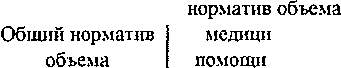 норматив объема
Общий норматив медици
объема помощи